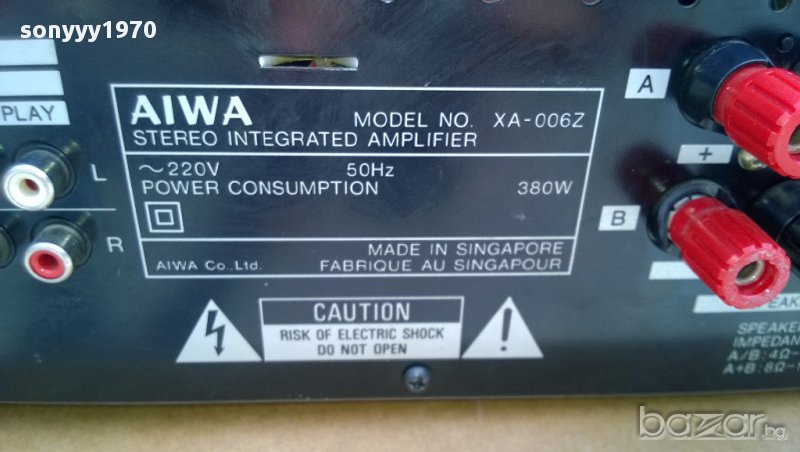 sonyyy1970
PLAY
L
R
AIWA MODEL NO. XA-006Z
STEREO INTEGRATED AMPLIFIER
~220V 50Hz
POWER CONSUMPTION 380W
MADE IN SINGAPORE
AIWA Co.,Ltd. FABRIQUE AU SINGAPOUR
CAUTION
RISK OF ELECTRIC SHOCK
DO NOT OPEN
A
+
B
SPEAKE
SPEAKE
IMPEDAN
A/B:4Ω-
A+B:8Ω-1
bazar.bg